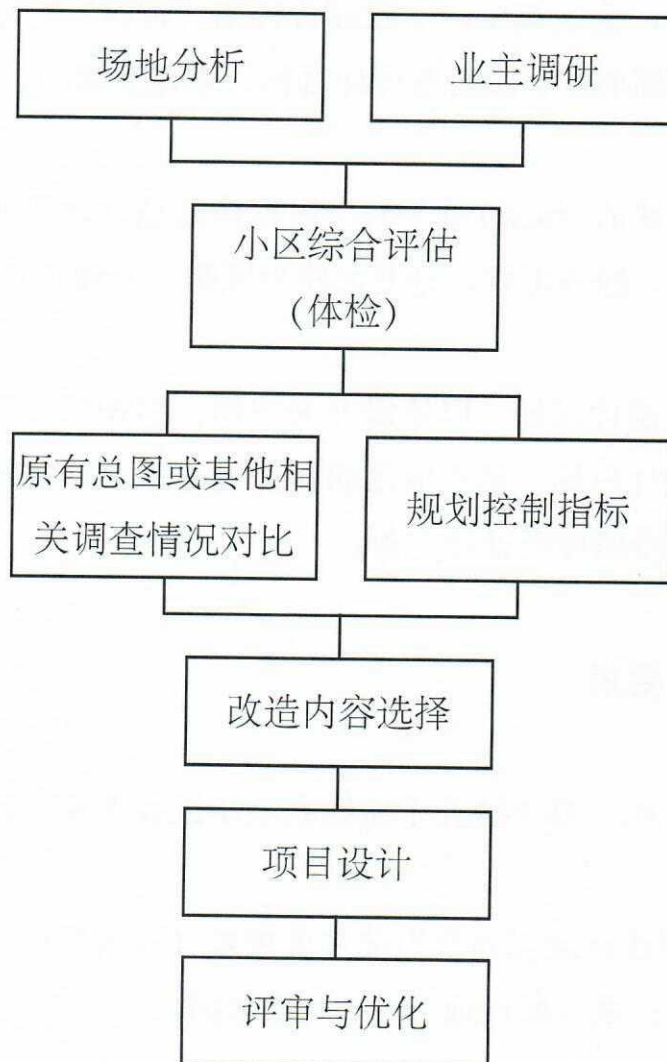 场地分析
业主调研
小区综合评估
(体检)
原有总图或其他相
关调查情况对比
规划控制指标
改造内容选择
项目设计
评审与优化